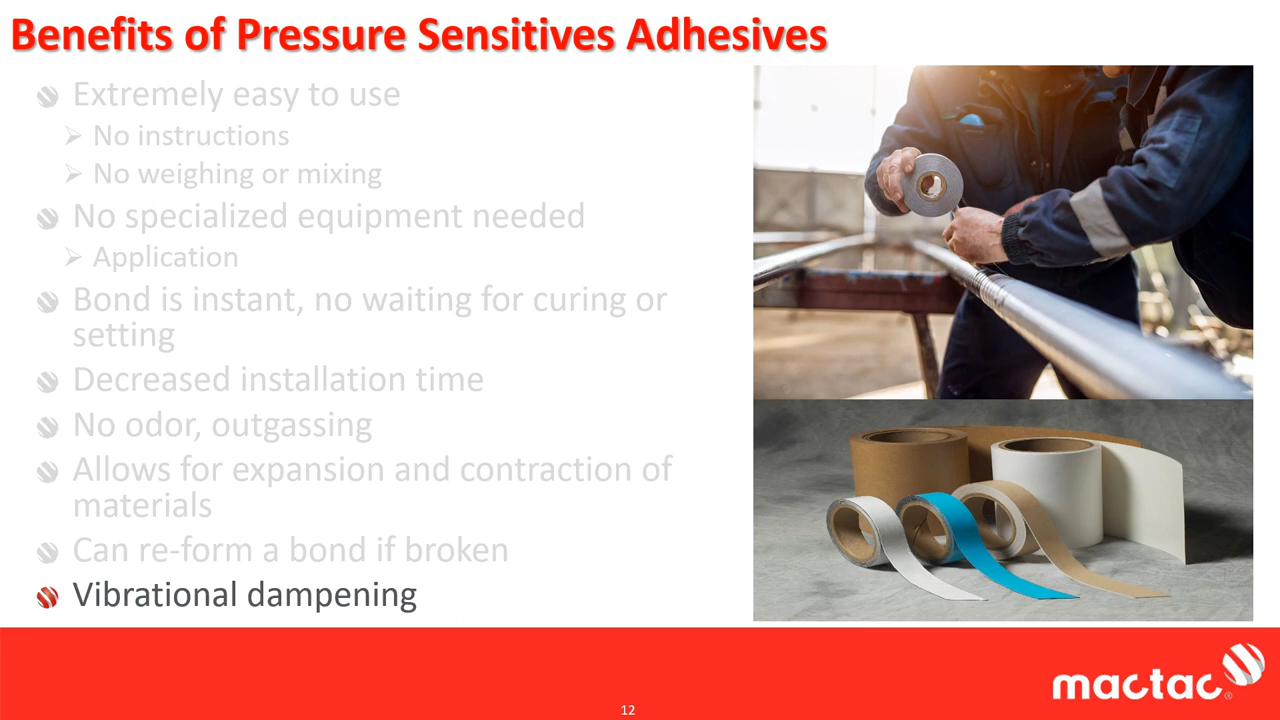 Benefits of Pressure Sensitives Adhesives
Extremely easy to use
No instructions
No weighing or mixing
No specialized equipment needed
Application
Bond is instant, no waiting for curing or
setting
Decreased installation time
No odor, outgassing
Allows for expansion and contraction of
materials
Can re-form a bond if broken
Vibrational dampening
mactac®
12